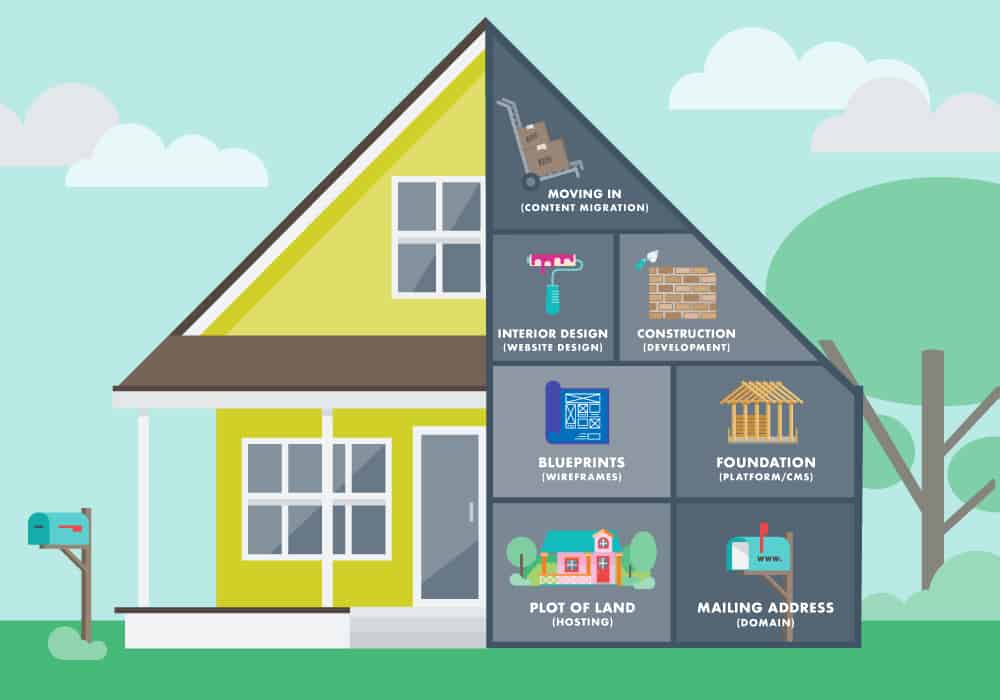 MOVING IN
(CONTENT MIGRATION)
INTERIOR DESIGN
(WEBSITE DESIGN)
CONSTRUCTION
(DEVELOPMENT)
BLUEPRINTS
(WIREFRAMES)
FOUNDATION
(PLATFORM/CMS)
PLOT OF LAND
(HOSTING)
WWW.
MAILING ADDRESS
(DOMAIN)